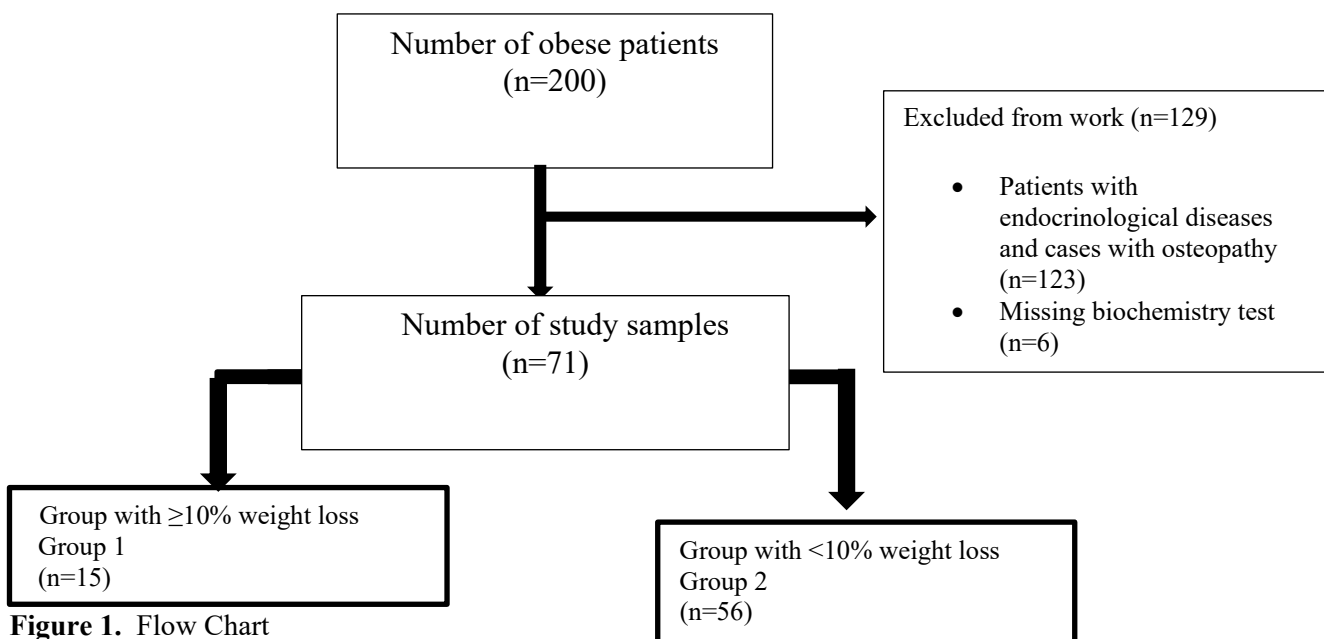 Number of obese patients
(n=200)
Excluded from work (n=129)
• Patients with
endocrinological diseases
and cases with osteopathy
(n=123)
• Missing biochemistry test
(n=6)
Number of study samples
(n=71)
Group with ≥10% weight loss
Group 1
(n=15)
Group with <10% weight loss
Group 2
(n=56)
Figure 1. Flow Chart